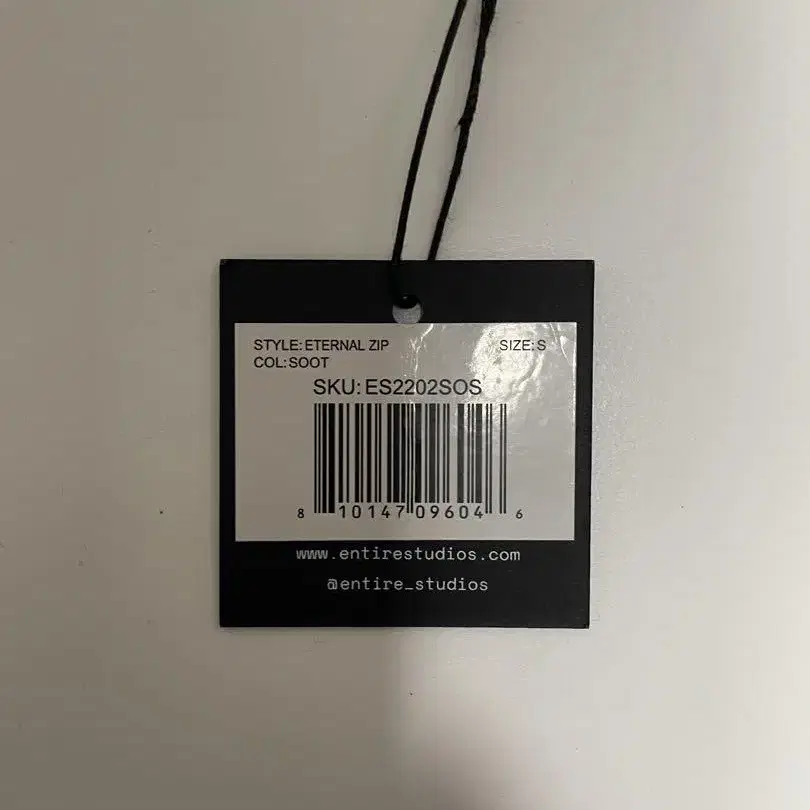 STYLE: ETERNAL ZIP SIZE: S
COL:SOOT
SKU: ES2202SOS
8 10147 09604 6
www.entirestudios.com
@entire_studios